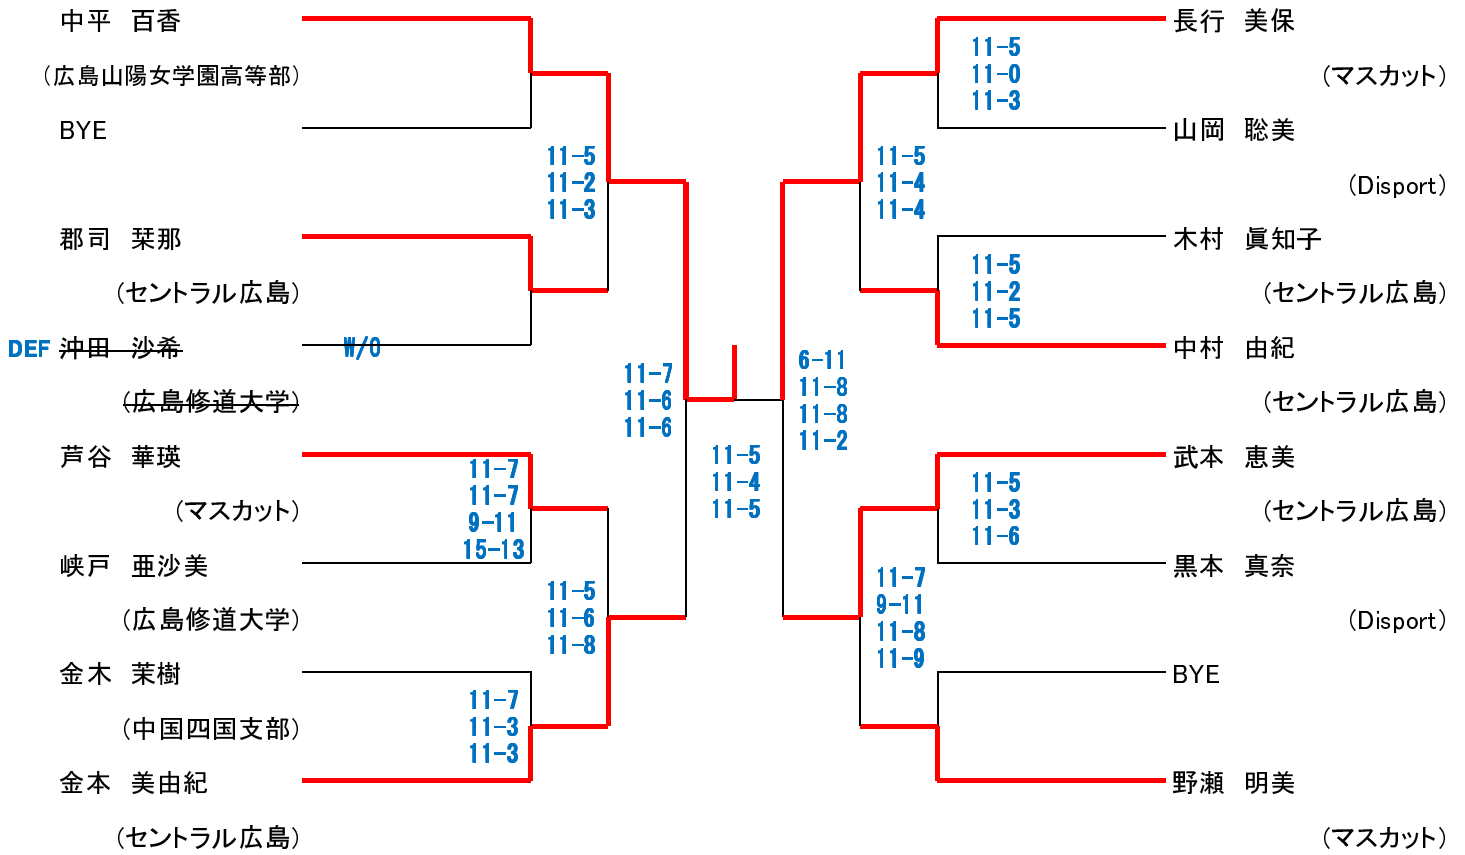 中平 百香
（広島山陽女学園高等部）
BYE
11-5
11-2
11-3
郡司 栞那
（セントラル広島）
DEF 沖田 沙希 W/O
（広島修道大学）
11-7
11-6
11-6
芦谷 華瑛
（マスカット）
11-7
11-7
9-11
15-13
峡戸 亜沙美
（広島修道大学）
11-5
11-6
11-8
金木 茉樹
（中国四国支部）
11-7
11-3
11-3
金本 美由紀
（セントラル広島）
11-5
11-4
11-5
長行 美保
（マスカット）
11-5
11-0
11-3
山岡 聡美
（Disport）
11-5
11-4
11-4
木村 眞知子
（セントラル広島）
11-5
11-2
11-5
中村 由紀
（セントラル広島）
6-11
11-8
11-8
11-2
武本 恵美
（セントラル広島）
11-5
11-3
11-6
黒本 真奈
（Disport）
11-7
9-11
11-8
11-9
BYE
野瀬 明美
（マスカット）